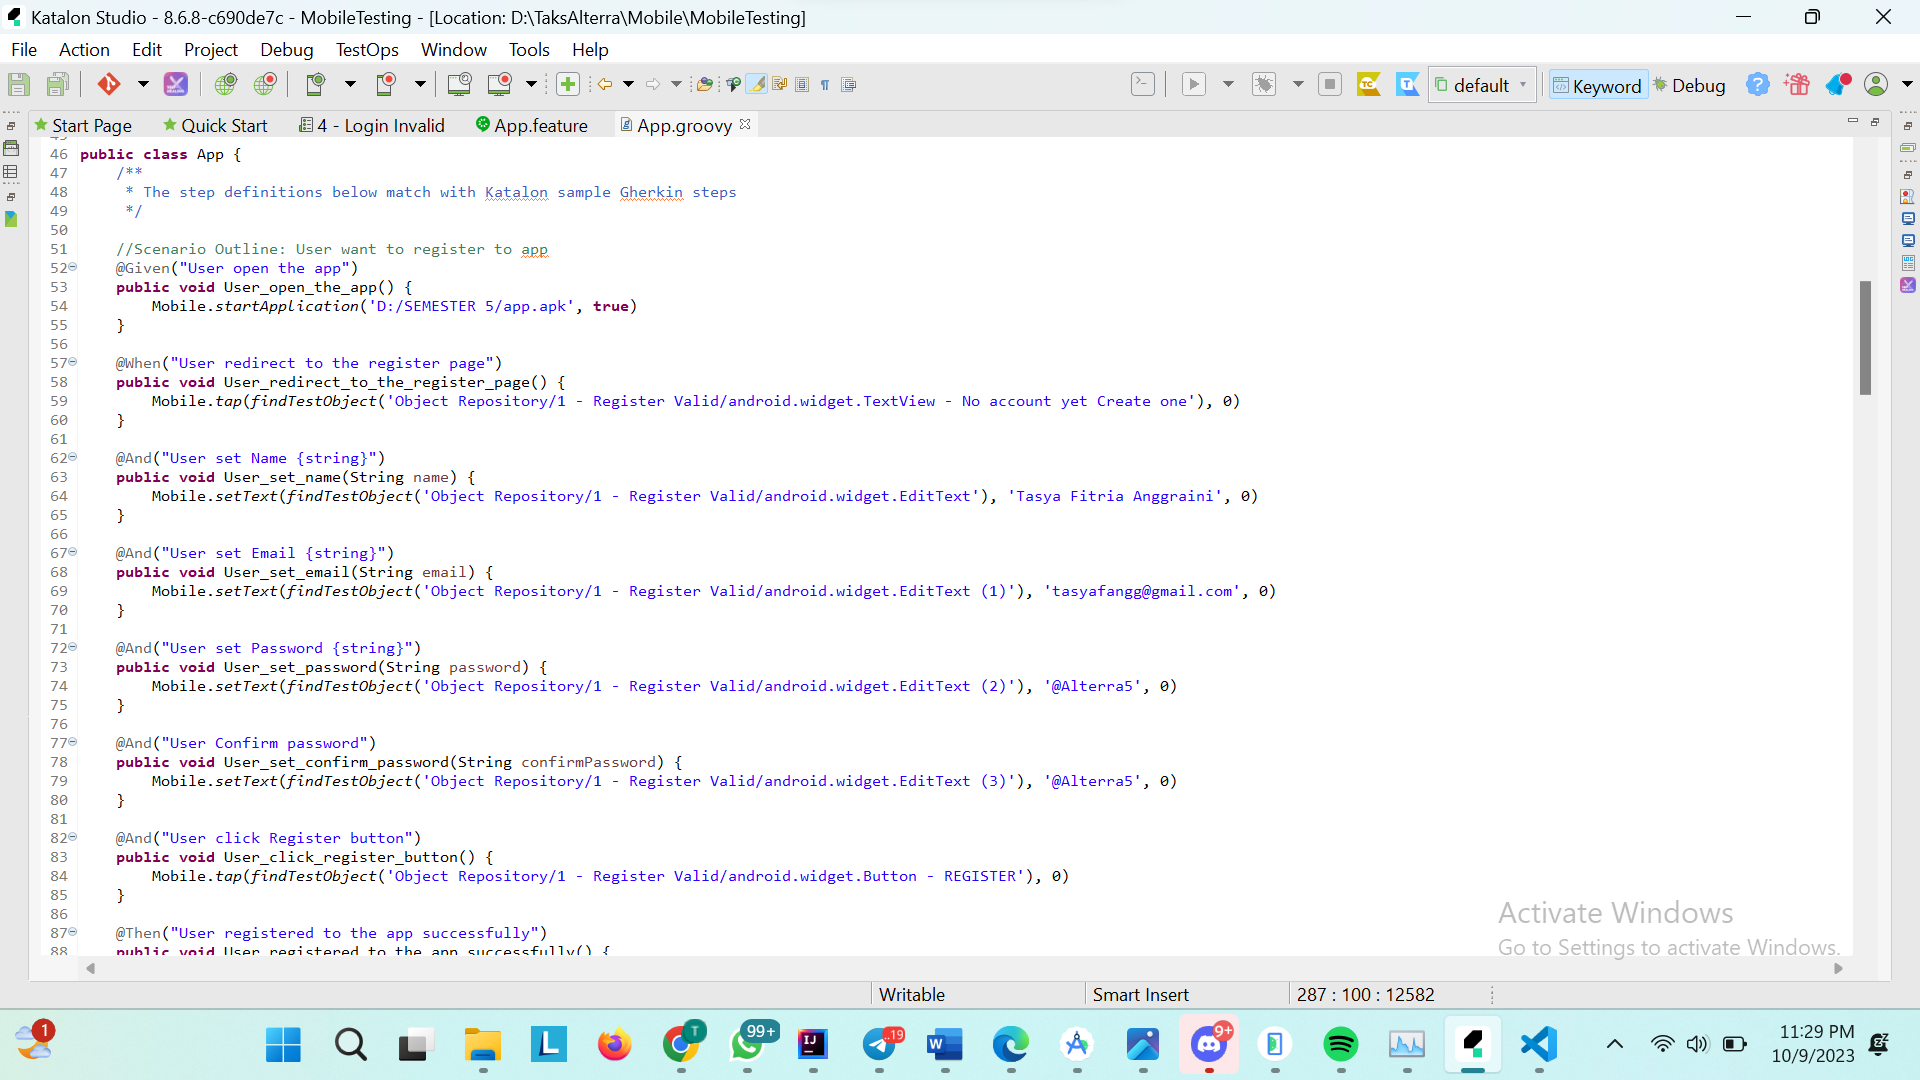 Katalon Studio - 8.6.8-c690de7c - MobileTesting - [Location: D:\TaksAlterra\Mobile\MobileTesting]
File Action Edit Project Debug TestOps Window Tools Help
default Keyword Debug
Start Page Quick Start 4 - Login Invalid App.feature App.groovy
46 public class App {
47 /**
48 * The step definitions below match with Katalon sample Gherkin steps
49 */
50
51 //Scenario Outline: User want to register to app
52 @Given("User open the app")
53 public void User_open_the_app() {
54 Mobile.startApplication('D:/SEMESTER 5/app.apk', true)
55 }
56
57 @When("User redirect to the register page")
58 public void User_redirect_to_the_register_page() {
59 Mobile.tap(findTestObject('Object Repository/1 - Register Valid/android.widget.TextView - No account yet Create one'), 0)
60 }
61
62 @And("User set Name {string}")
63 public void User_set_name(String name) {
64 Mobile.setText(findTestObject('Object Repository/1 - Register Valid/android.widget.EditText'), 'Tasya Fitria Anggraini', 0)
65 }
66
67 @And("User set Email {string}")
68 public void User_set_email(String email) {
69 Mobile.setText(findTestObject('Object Repository/1 - Register Valid/android.widget.EditText (1)'), 'tasyafangg@gmail.com', 0)
70 }
71
72 @And("User set Password {string}")
73 public void User_set_password(String password) {
74 Mobile.setText(findTestObject('Object Repository/1 - Register Valid/android.widget.EditText (2)'), '@Alterra5', 0)
75 }
76
77 @And("User Confirm password")
78 public void User_set_confirm_password(String confirmPassword) {
79 Mobile.setText(findTestObject('Object Repository/1 - Register Valid/android.widget.EditText (3)'), '@Alterra5', 0)
80 }
81
82 @And("User click Register button")
83 public void User_click_register_button() {
84 Mobile.tap(findTestObject('Object Repository/1 - Register Valid/android.widget.Button - REGISTER'), 0)
85 }
86
87 @Then("User registered to the app successfully")
88 public void User_registered_to_the_app_successfully() {
Activate Windows
Go to Settings to activate Windows.
Writable Smart Insert 287 : 100 : 12582
1 L T 99+ IJ 19 W 9+
11:29 PM
10/9/2023